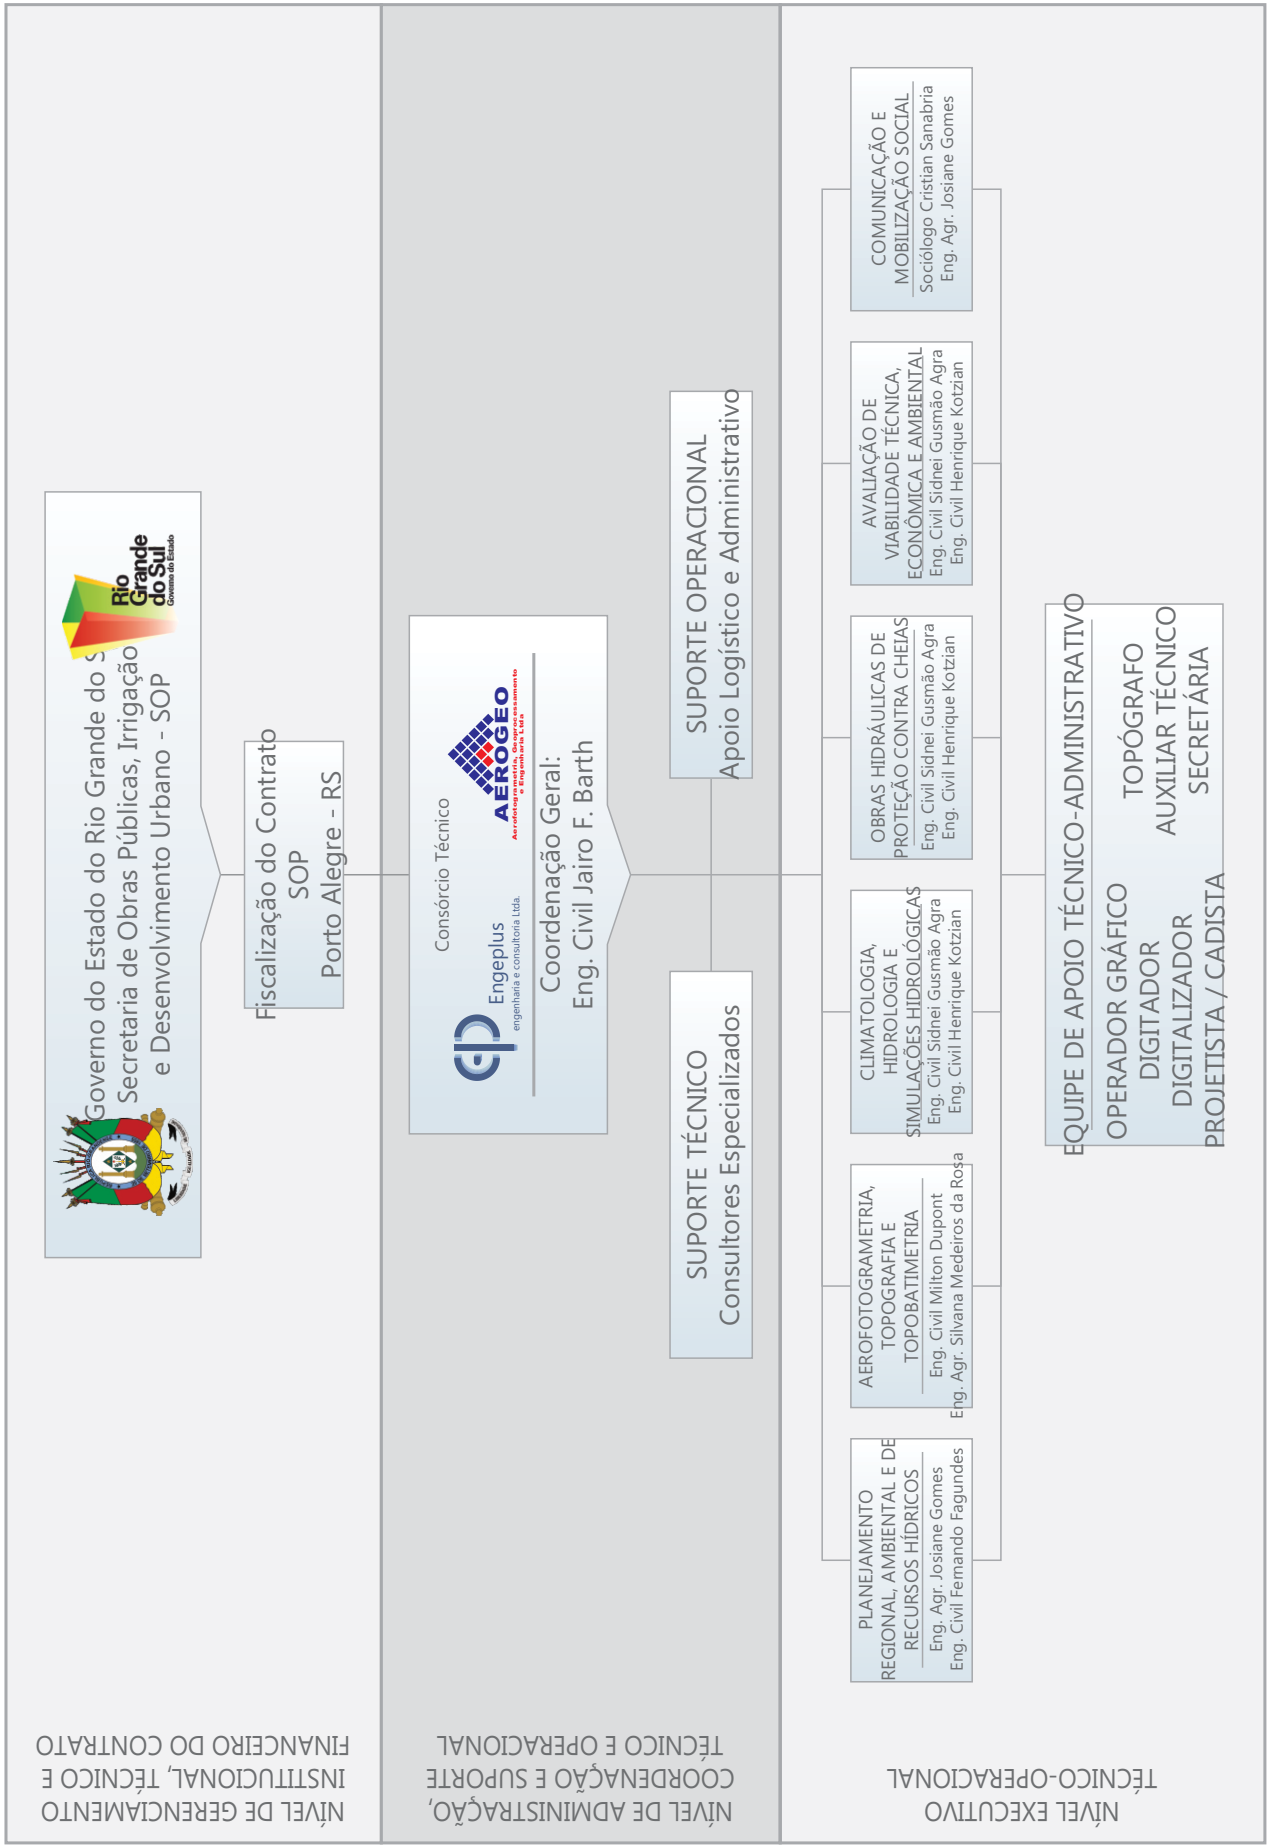 NÍVEL DE GERENCIAMENTO
INSTITUCIONAL, TÉCNICO E
FINANCEIRO DO CONTRATO
Governo do Estado do Rio Grande do S
Secretaria de Obras Públicas, Irrigação
e Desenvolvimento Urbano - SOP
Rio
Grande
do Sul
Governo do Estado
Fiscalização do Contrato
SOP
Porto Alegre - RS
NÍVEL DE ADMINISTRAÇÃO,
COORDENAÇÃO E SUPORTE
TÉCNICO E OPERACIONAL
Consórcio Técnico
Engeplus
engenharia e consultoria Ltda.
AEROGEO
Aerofotogrametria, Geoprocessamento
e Engenharia Ltda
Coordenação Geral:
Eng. Civil Jairo F. Barth
SUPORTE TÉCNICO
Consultores Especializados
SUPORTE OPERACIONAL
Apoio Logístico e Administrativo
NÍVEL EXECUTIVO
TÉCNICO-OPERACIONAL
PLANEJAMENTO
REGIONAL, AMBIENTAL E DE
RECURSOS HÍDRICOS
Eng. Agr. Josiane Gomes
Eng. Civil Fernando Fagundes
AEROFOTOGRAMETRIA,
TOPOGRAFIA E
TOPOBATIMETRIA
Eng. Civil Milton Dupont
Eng. Agr. Silvana Medeiros da Rosa
CLIMATOLOGIA,
HIDROLOGIA E
SIMULAÇÕES HIDROLÓGICAS
Eng. Civil Sidnei Gusmão Agra
Eng. Civil Henrique Kotzian
OBRAS HIDRÁULICAS DE
PROTEÇÃO CONTRA CHEIAS
Eng. Civil Sidnei Gusmão Agra
Eng. Civil Henrique Kotzian
AVALIAÇÃO DE
VIABILIDADE TÉCNICA,
ECONÔMICA E AMBIENTAL
Eng. Civil Sidnei Gusmão Agra
Eng. Civil Henrique Kotzian
COMUNICAÇÃO E
MOBILIZAÇÃO SOCIAL
Sociólogo Cristian Sanabria
Eng. Agr. Josiane Gomes
EQUIPE DE APOIO TÉCNICO-ADMINISTRATIVO
OPERADOR GRÁFICO
DIGITADOR
DIGITALIZADOR
PROJETISTA / CADISTA
TOPÓGRAFO
AUXILIAR TÉCNICO
SECRETÁRIA